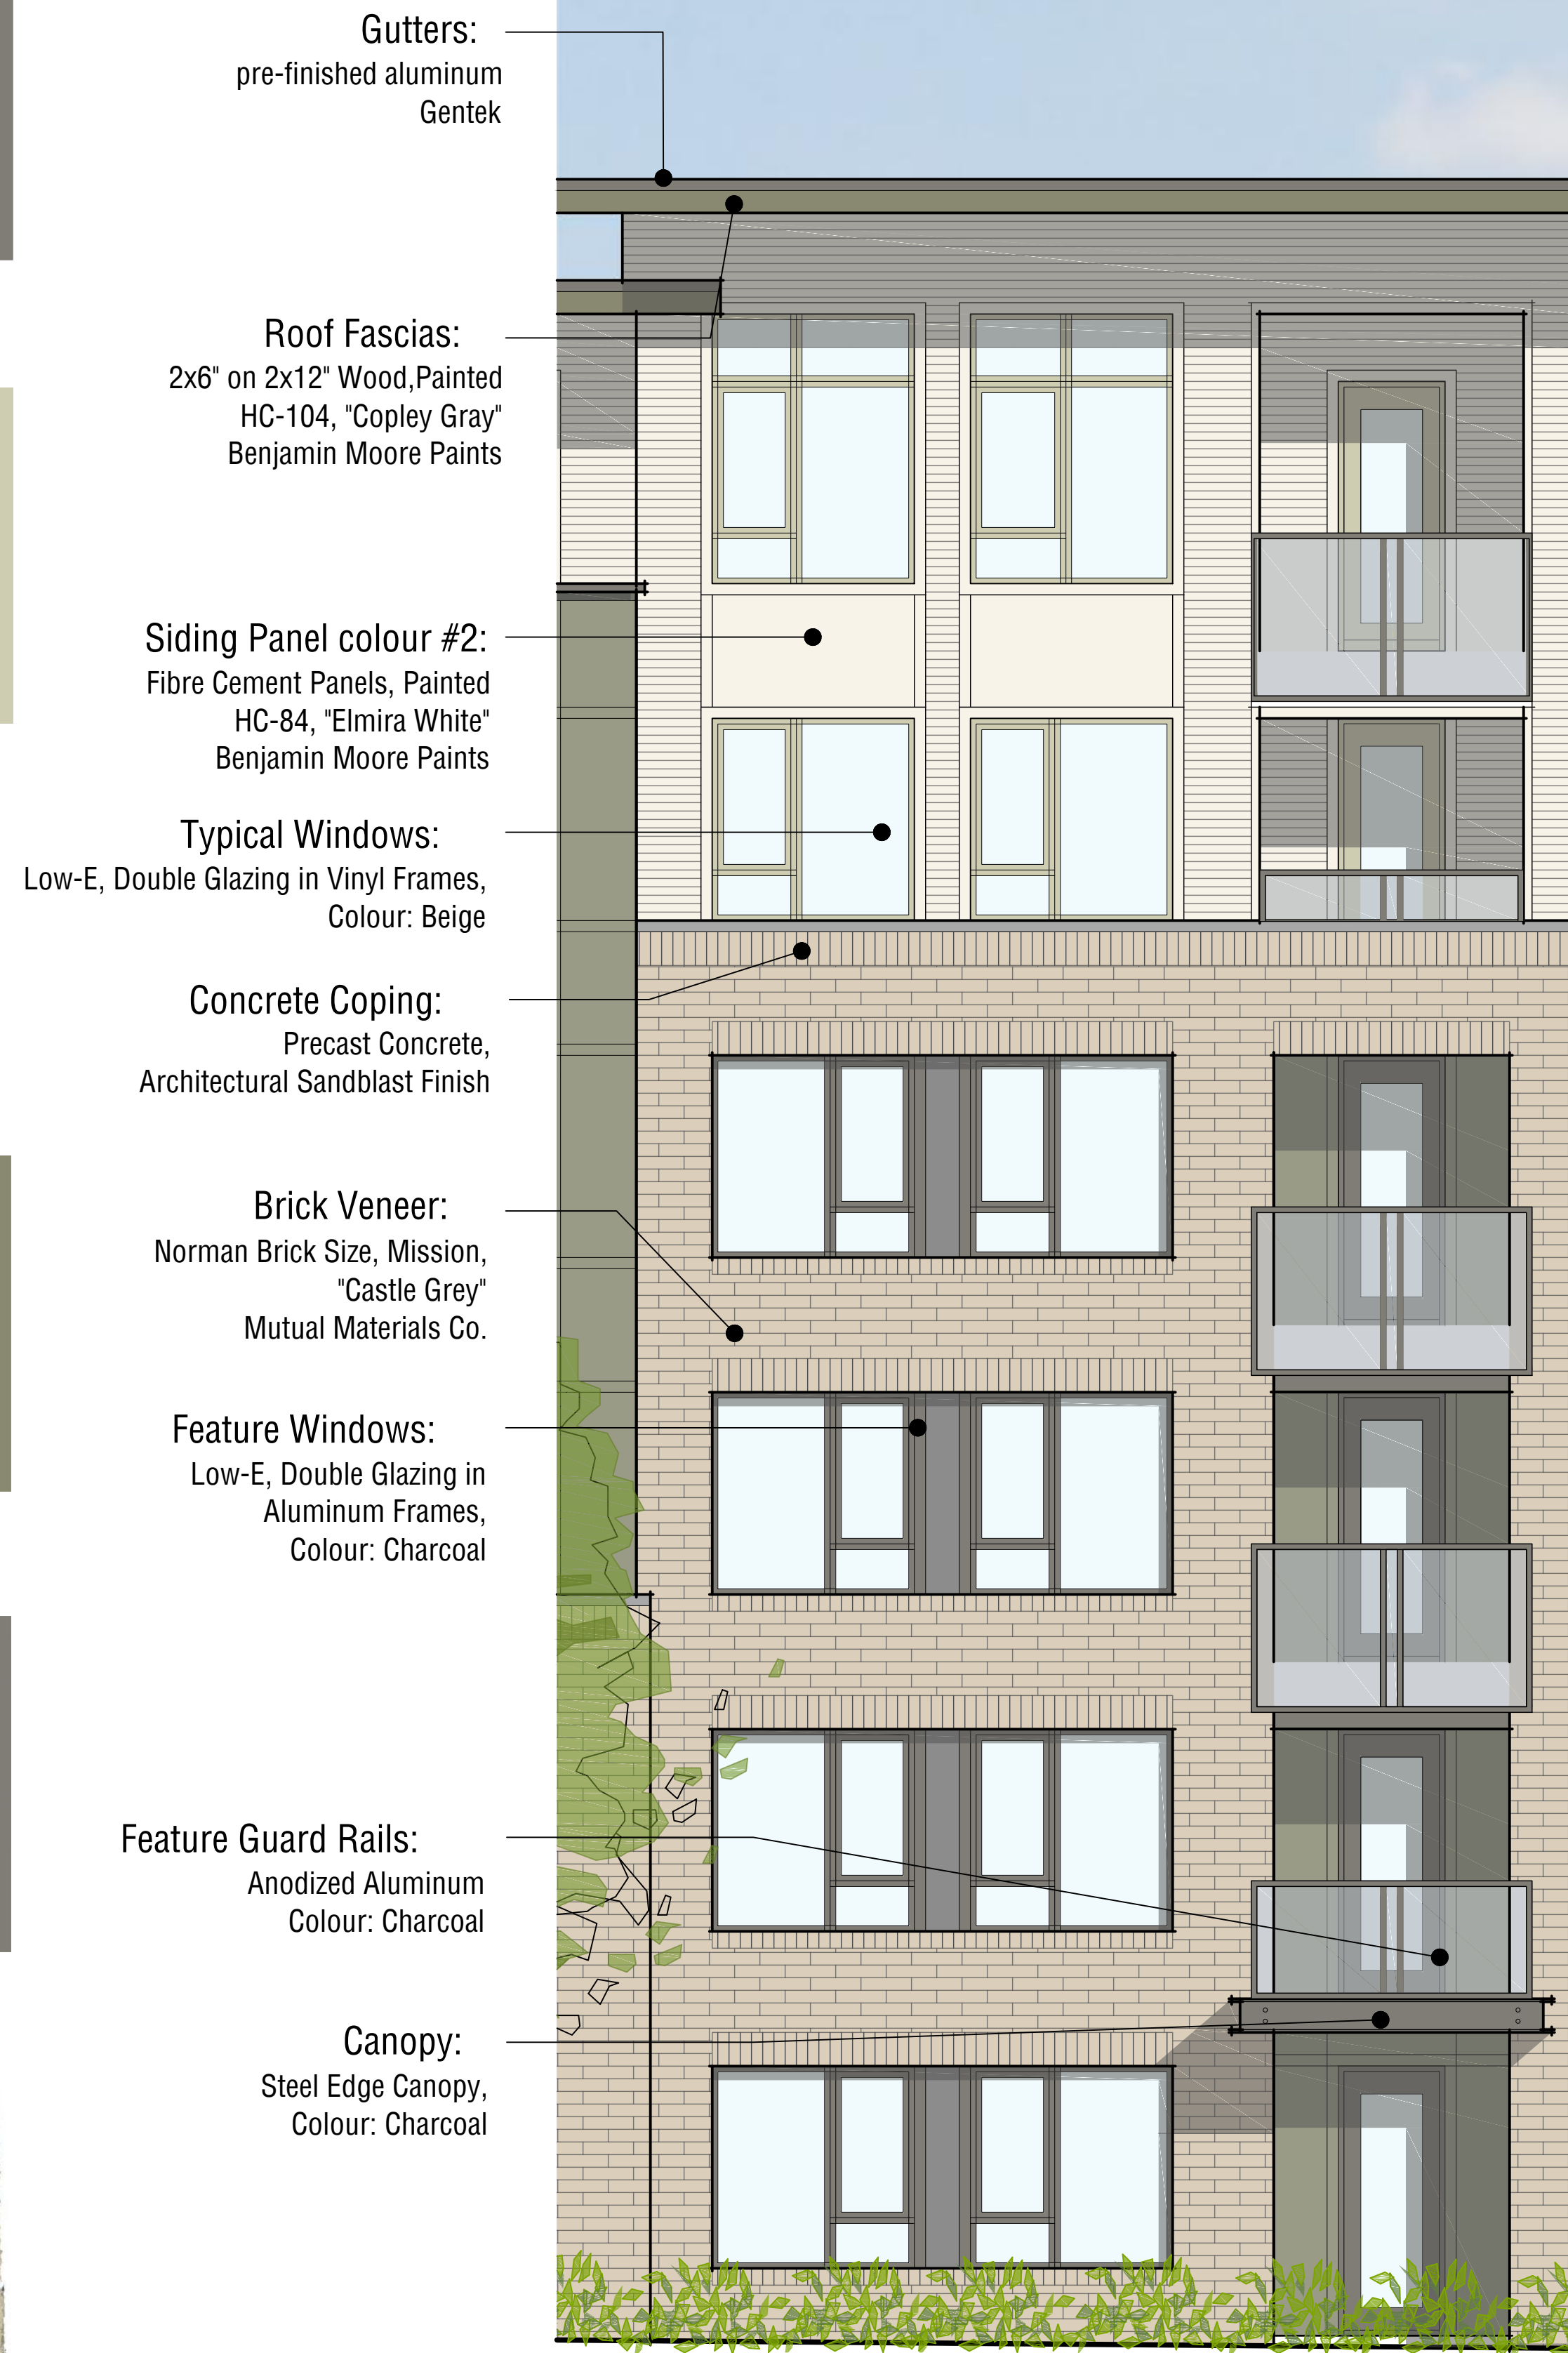 Gutters:
pre-finished aluminum
Gentek
Roof Fascias:
2x6" on 2x12" Wood,Painted
HC-104, "Copley Gray"
Benjamin Moore Paints
Siding Panel colour #2:
Fibre Cement Panels, Painted
HC-84, "Elmira White"
Benjamin Moore Paints
Typical Windows:
Low-E, Double Glazing in Vinyl Frames,
Colour: Beige
Concrete Coping:
Precast Concrete,
Architectural Sandblast Finish
Brick Veneer:
Norman Brick Size, Mission,
"Castle Grey"
Mutual Materials Co.
Feature Windows:
Low-E, Double Glazing in
Aluminum Frames,
Colour: Charcoal
Feature Guard Rails:
Anodized Aluminum
Colour: Charcoal
Canopy:
Steel Edge Canopy,
Colour: Charcoal